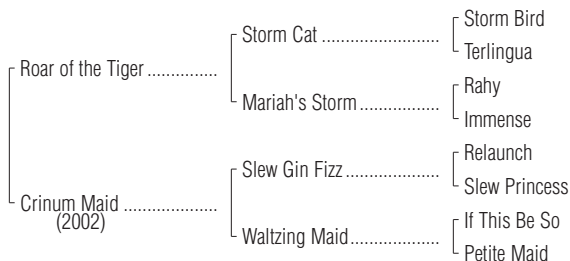 Storm Bird
Storm Cat ........................
Terlingua
Roar of the Tiger ...............
Rahy
Mariah's Storm .................
Immense
Relaunch
Slew Gin Fizz ....................
Slew Princess
Crinum Maid ....................
(2002)
If This Be So
Waltzing Maid ...................
Petite Maid